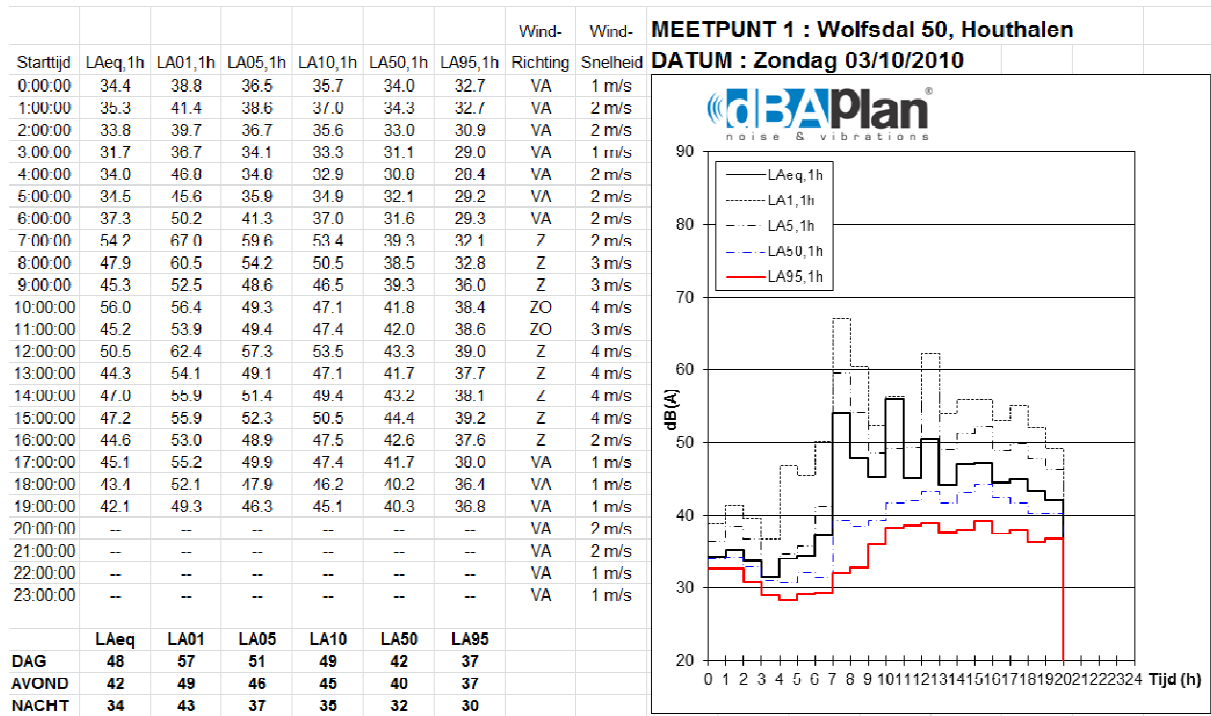 Wind- Wind- MEETPUNT 1 : Wolfsdal 50, Houthalen
Starttijd LAeq,1h LA01,1h LA05,1h LA10,1h LA50,1h LA95,1h Richting Snelheid DATUM : Zondag 03/10/2010
0:00:00 34.4 38.8 36.5 35.7 34.0 32.7 VA 1 m/s
1:00:00 35.3 41.4 38.6 37.0 34.3 32.7 VA 2 m/s
2:00:00 33.8 39.7 36.7 35.6 33.0 30.9 VA 2 m/s
3:00:00 31.7 36.7 34.1 33.3 31.1 29.0 VA 1 m/s
4:00:00 34.0 46.8 34.8 32.9 30.8 28.4 VA 2 m/s
5:00:00 34.5 45.6 35.9 34.9 32.1 29.2 VA 2 m/s
6:00:00 37.3 50.2 41.3 37.0 31.6 29.3 VA 2 m/s
7:00:00 54.2 67.0 59.6 53.4 39.3 32.1 Z 2 m/s
8:00:00 47.9 60.5 54.2 50.5 38.5 32.8 Z 3 m/s
9:00:00 45.3 52.5 48.6 46.5 39.3 36.0 Z 3 m/s
10:00:00 56.0 56.4 49.3 47.1 41.8 38.4 ZO 4 m/s
11:00:00 45.2 53.9 49.4 47.4 42.0 38.6 ZO 3 m/s
12:00:00 50.5 62.4 57.3 53.5 43.3 39.0 Z 4 m/s
13:00:00 44.3 54.1 49.1 47.1 41.7 37.7 Z 4 m/s
14:00:00 47.0 55.9 51.4 49.4 43.2 38.1 Z 4 m/s
15:00:00 47.2 55.9 52.3 50.5 44.4 39.2 Z 4 m/s
16:00:00 44.6 53.0 48.9 47.5 42.6 37.6 Z 2 m/s
17:00:00 45.1 55.2 49.9 47.4 41.7 38.0 VA 1 m/s
18:00:00 43.4 52.1 47.9 46.2 40.2 36.4 VA 1 m/s
19:00:00 42.1 49.3 46.3 45.1 40.3 36.8 VA 1 m/s
20:00:00 -- -- -- -- -- -- VA 2 m/s
21:00:00 -- -- -- -- -- -- VA 2 m/s
22:00:00 -- -- -- -- -- -- VA 1 m/s
23:00:00 -- -- -- -- -- -- VA 1 m/s
LAeq LA01 LA05 LA10 LA50 LA95
DAG 48 57 51 49 42 37
AVOND 42 49 46 45 40 37
NACHT 34 43 37 35 32 30
dBAPlan®
noise & vibrations
LAeq,1h
LA1,1h
LA5,1h
LA50,1h
LA95,1h
90
80
70
60
50
40
30
20
dB(A)
0 1 2 3 4 5 6 7 8 9 10 11 12 13 14 15 16 17 18 19 20 21 22 23 24 Tijd (h)